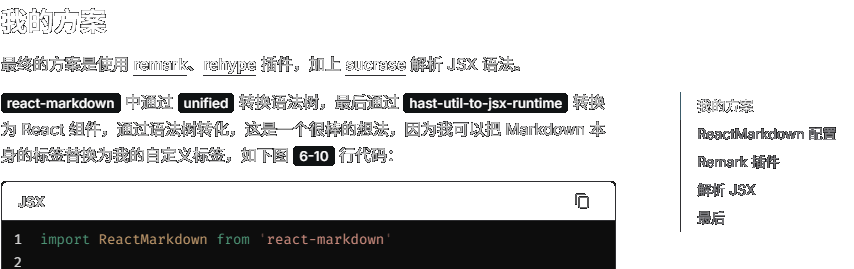 我的方案
最终的方案是使用 remark、rehype 插件，加上 sucrase 解析 JSX 语法。
react-markdown 中通过 unified 转换语法树，最后通过 hast-util-to-jsx-runtime 转换
为 React 组件，通过语法树转化，这是一个很样的想法，因为我可以把 Markdown 本
身的标签替换为我的自定义标签，如下图 6-10 行代码：
JSX
1 import ReactMarkdown from 'react-markdown'
2
我的方案
ReactMarkdown 配置
Remark 插件
解析 JSX
最后